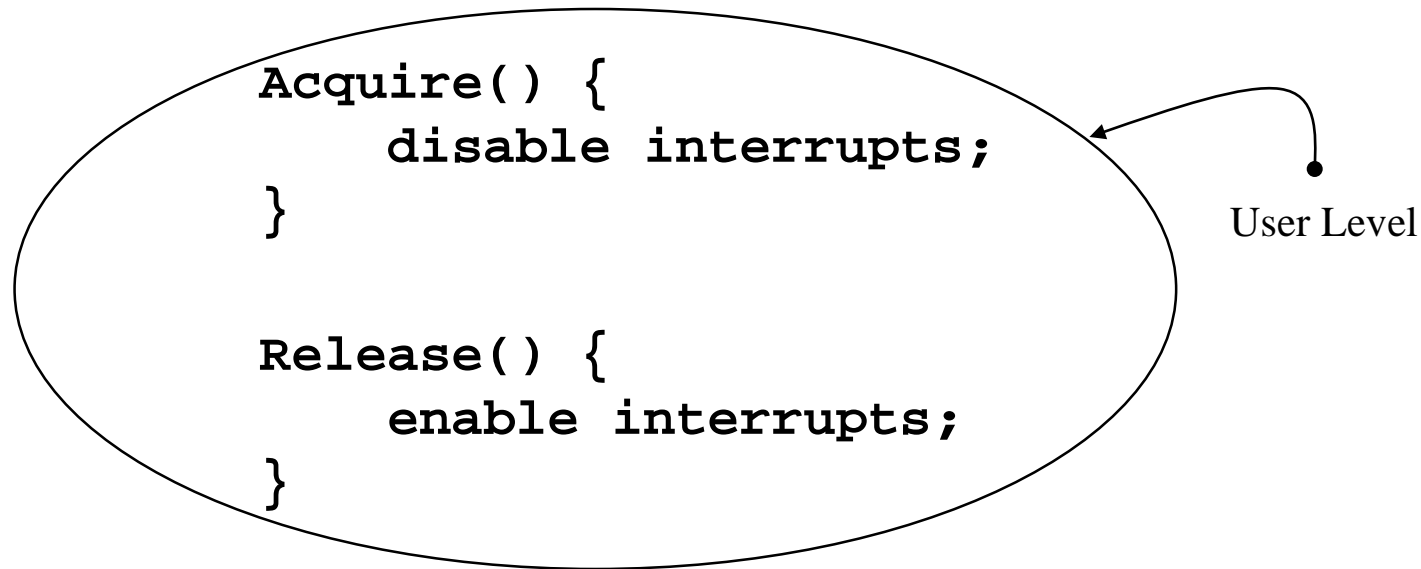 Acquire() {
    disable interrupts;
}
User Level
Release() {
    enable interrupts;
}